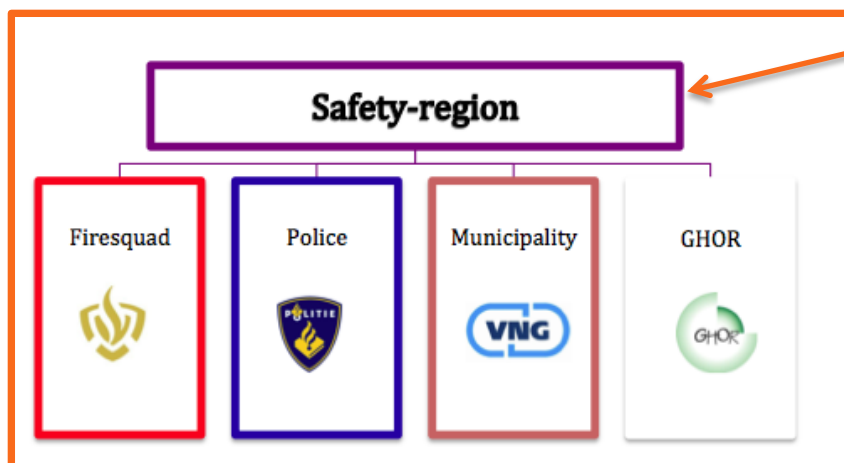 Safety-region
Firesquad
Police
Municipality
GHOR
POLITIE
VNG
GHOR